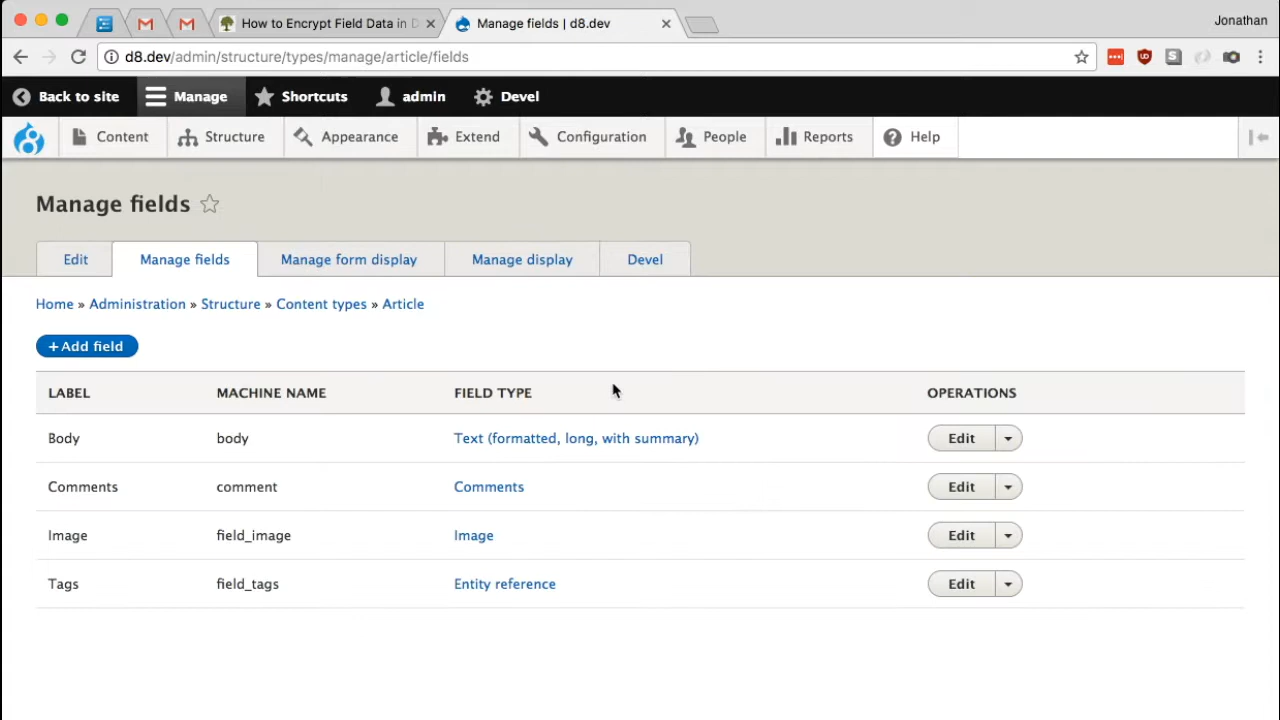 Jonathan
How to Encrypt Field Data in D
Manage fields | d8.dev
d8.dev/admin/structure/types/manage/article/fields
Back to site Manage Shortcuts admin Devel
Content Structure Appearance Extend Configuration People Reports Help
Manage fields
Edit Manage fields Manage form display Manage display Devel
Home » Administration » Structure » Content types » Article
+ Add field
LABEL MACHINE NAME FIELD TYPE OPERATIONS
Body body Text (formatted, long, with summary) Edit
Comments comment Comments Edit
Image field_image Image Edit
Tags field_tags Entity reference Edit